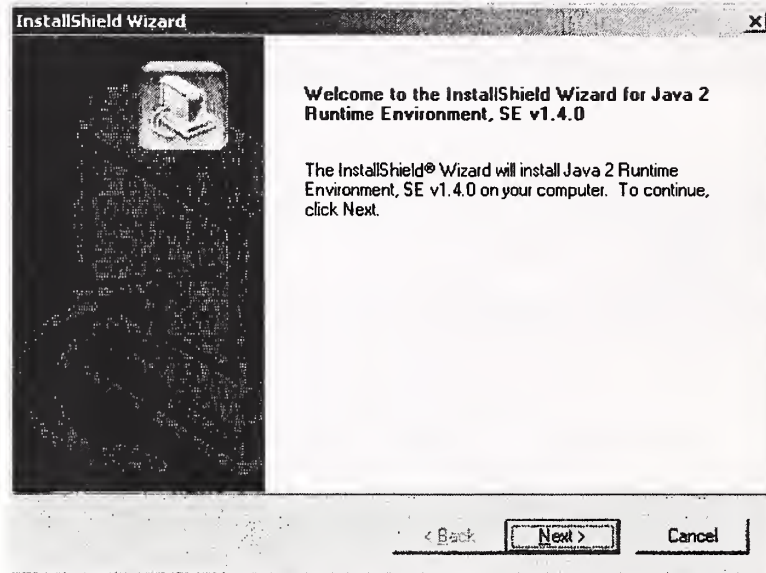 InstallShield Wizard
X
Welcome to the InstallShield Wizard for Java 2
Runtime Environment, SE v1.4.0
The InstallShield® Wizard will install Java 2 Runtime
Environment, SE v1.4.0 on your computer. To continue,
click Next.
< Back
Next >
Cancel